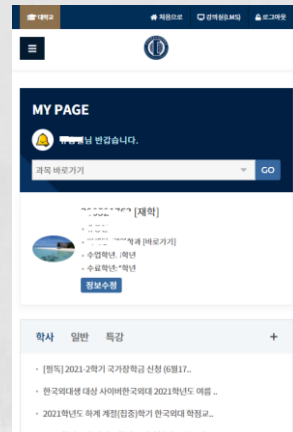 대학교 처음으로 강의실(LMS) 로그아웃
MY PAGE
님 반갑습니다.
과목 바로가기 GO
[재학]
[바로가기]
- 수업학년. 학년
- 수료학년: 학년
정보수정
학사 일반 특강 +
[필독] 2021-2학기 국가장학금 신청 (6월17..
한국외대생 대상 사이버한국외대 2021학년도 여름 ..
2021학년도 하계 계절(집중)학기 한국외대 학점교..